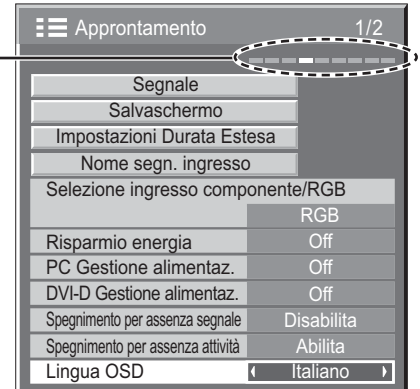 Approntamento 1/2
Segnale
Salvaschermo
Impostazioni Durata Estesa
Nome segn. ingresso
Selezione ingresso componente/RGB
RGB
Risparmio energia Off
PC Gestione alimentaz. Off
DVI-D Gestione alimentaz. Off
Spegnimento per assenza segnale Disabilita
Spegnimento per assenza attività Abilita
Lingua OSD Italiano